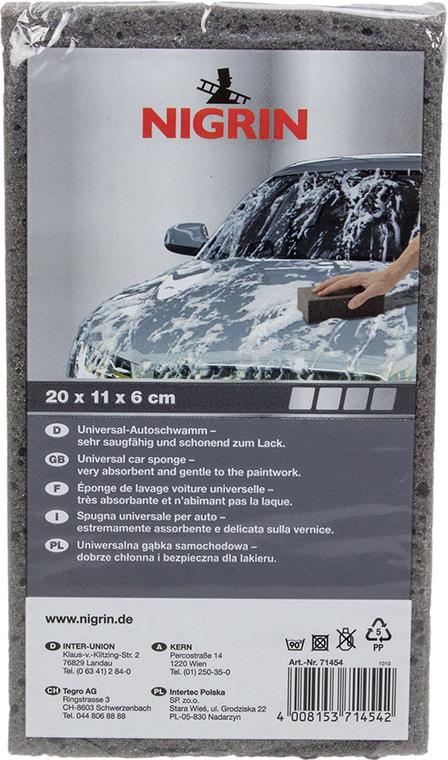 NIGRIN
20 x 11 x 6 cm
D Universal-Autoschwamm –
sehr saugfähig und schonend zum Lack.
GB Universal car sponge –
very absorbent and gentle to the paintwork.
F Éponge de lavage voiture universelle –
très absorbante et n'abîmant pas la laque.
I Spugna universale per auto –
estremamente assorbente e delicata sulla vernice.
PL Uniwersalna gąbka samochodowa –
dobrze chłonna i bezpieczna dla lakieru.
www.nigrin.de
D INTER-UNION
Klaus-v.-Klitzing-Str. 2
76829 Landau
Tel. (0 63 41) 2 84-0
A KERN
Percostraße 14
1220 Wien
Tel. (01) 250-35-0
CH Tegro AG
Ringstrasse 3
CH-8603 Schwerzenbach
Tel. 044 806 88 88
PL Intertec Polska
SP. zo.o.
Stara Wieś, ul. Grodziska 22
PL-05-830 Nadarzyn
90
5
PP
Art.-Nr. 71454
1010
4 008153 714542